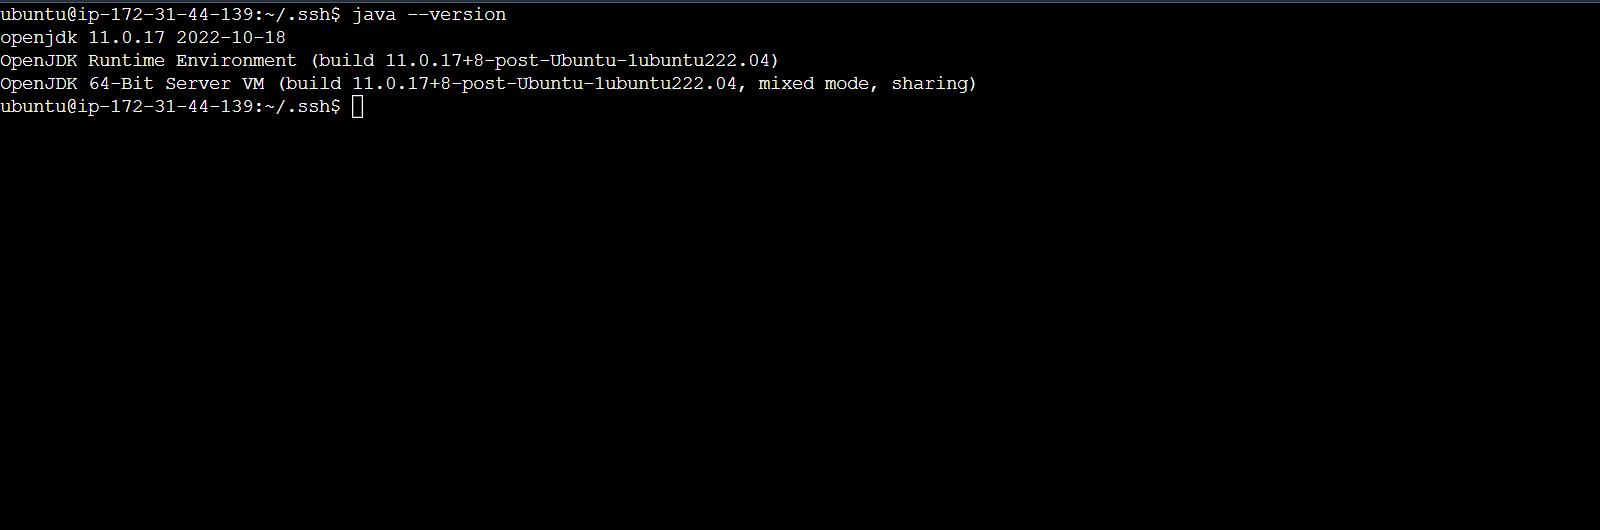 ubuntu@ip-172-31-44-139:~/.ssh$ java --version
openjdk 11.0.17 2022-10-18
OpenJDK Runtime Environment (build 11.0.17+8-post-Ubuntu-1ubuntu222.04)
OpenJDK 64-Bit Server VM (build 11.0.17+8-post-Ubuntu-1ubuntu222.04, mixed mode, sharing)
ubuntu@ip-172-31-44-139:~/.ssh$